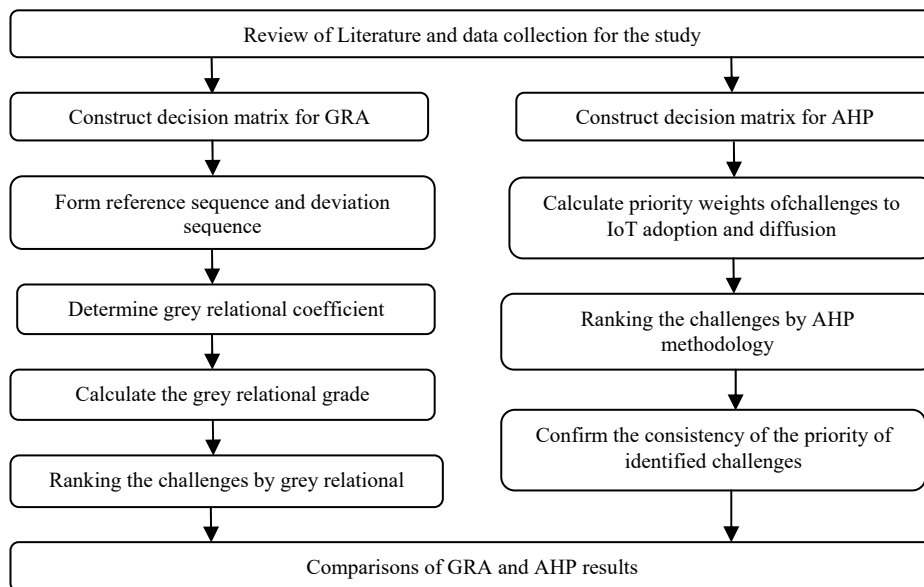 Review of Literature and data collection for the study
Construct decision matrix for GRA
Form reference sequence and deviation
sequence
Determine grey relational coefficient
Calculate the grey relational grade
Ranking the challenges by grey relational
Construct decision matrix for AHP
Calculate priority weights ofchallenges to
IoT adoption and diffusion
Ranking the challenges by AHP
methodology
Confirm the consistency of the priority of
identified challenges
Comparisons of GRA and AHP results